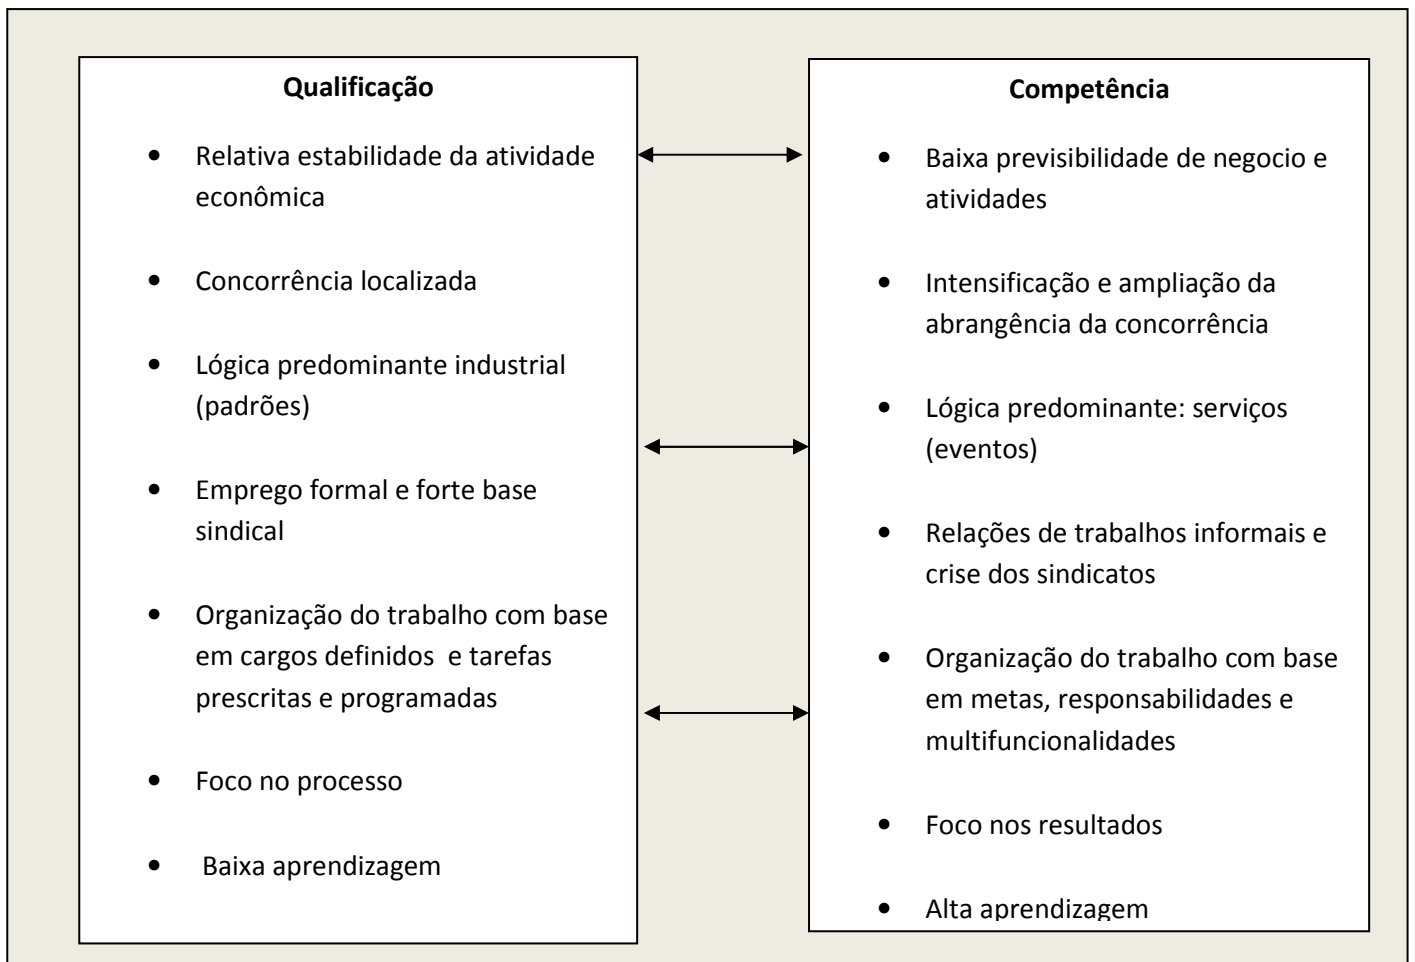 Qualificação
• Relativa estabilidade da atividade
econômica
• Concorrência localizada
• Lógica predominante industrial
(padrões)
• Emprego formal e forte base
sindical
• Organização do trabalho com base
em cargos definidos e tarefas
prescritas e programadas
• Foco no processo
• Baixa aprendizagem
Competência
• Baixa previsibilidade de negocio e
atividades
• Intensificação e ampliação da
abrangência da concorrência
• Lógica predominante: serviços
(eventos)
• Relações de trabalhos informais e
crise dos sindicatos
• Organização do trabalho com base
em metas, responsabilidades e
multifuncionalidades
• Foco nos resultados
• Alta aprendizagem